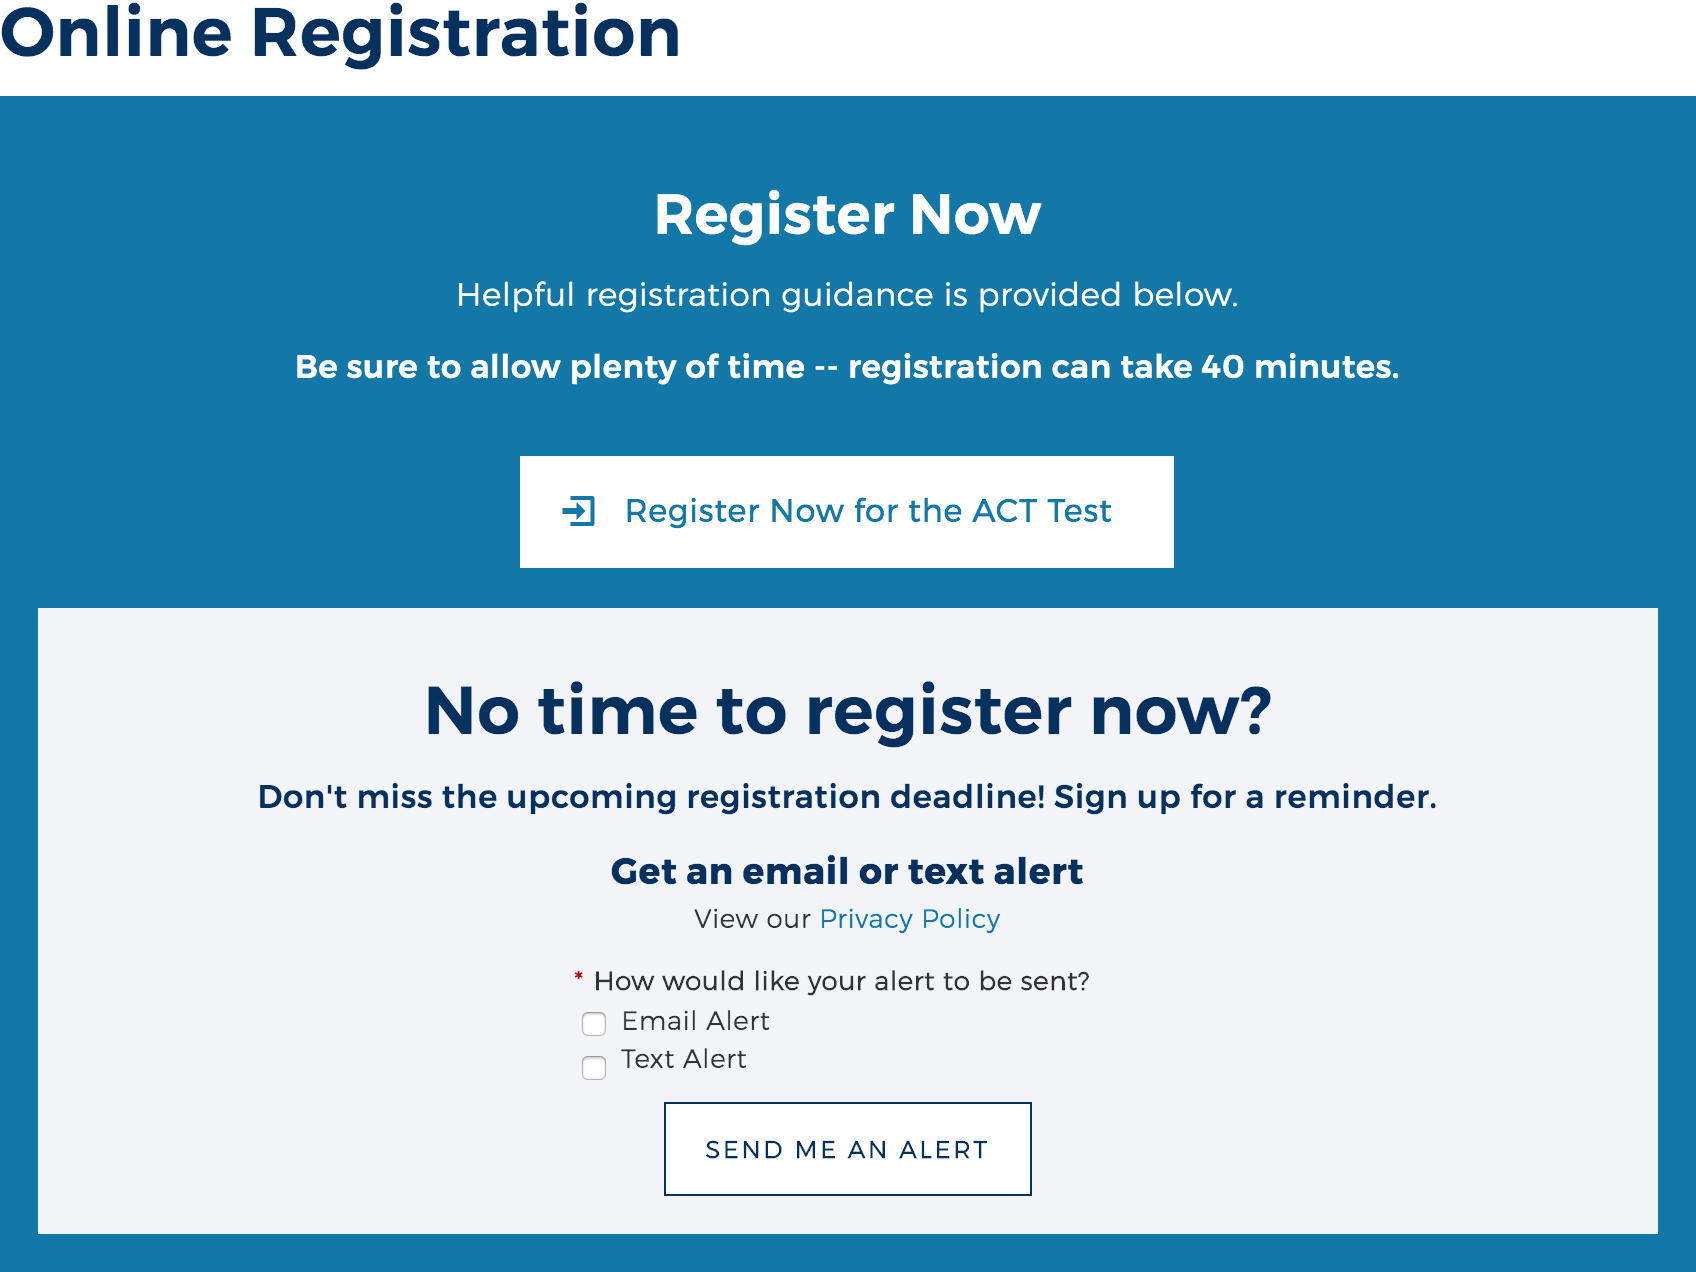 Online Registration
Register Now
Helpful registration guidance is provided below.
Be sure to allow plenty of time -- registration can take 40 minutes.
Register Now for the ACT Test
No time to register now?
Don't miss the upcoming registration deadline! Sign up for a reminder.
Get an email or text alert
View our Privacy Policy
* How would like your alert to be sent?
Email Alert
Text Alert
SEND ME AN ALERT